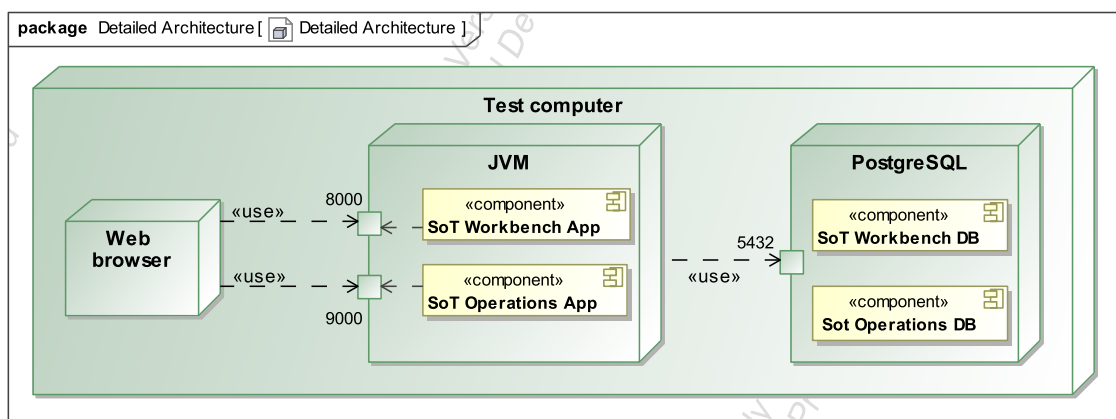 package Detailed Architecture [ Detailed Architecture ]
Test computer
JVM
PostgreSQL
Web
browser
«use»
«use»
8000
9000
«component»
SoT Workbench App
«component»
SoT Operations App
«use»
5432
«component»
SoT Workbench DB
«component»
Sot Operations DB